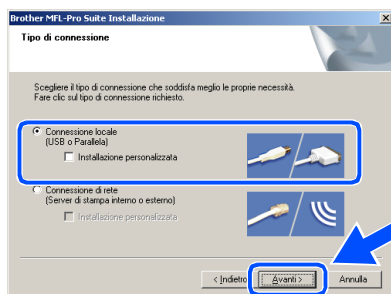 Brother MFL-Pro Suite Installazione
Tipo di connessione
Scegliere il tipo di connessione che soddisfa meglio le proprie necessità.
Fare clic sul tipo di connessione richiesto.
Connessione locale
(USB o Parallela)
Installazione personalizzata
Connessione di rete
(Server di stampa interno o esterno)
Installazione personalizzata
< Indietro Avanti > Annulla